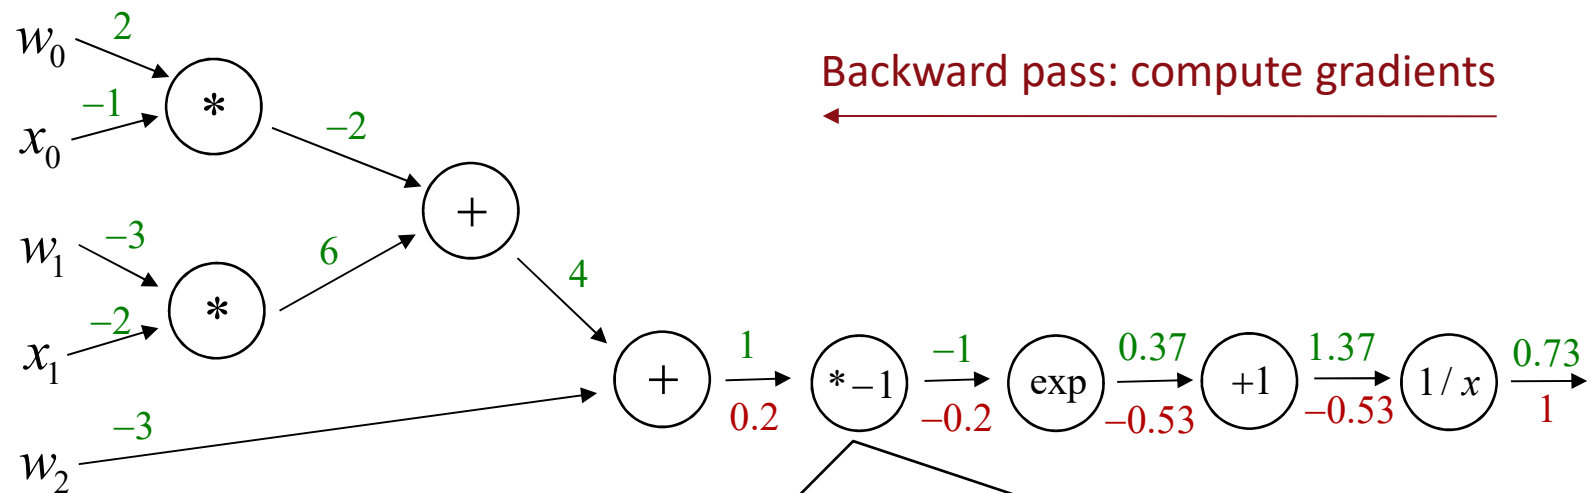 w₀ 2
x₀ −1
*
−2
Backward pass: compute gradients
w₁ −3
x₁ −2
*
6
+
4
w₂ −3
+
1
0.2
*−1
−1
−0.2
exp
0.37
−0.53
+1
1.37
−0.53
1/x
0.73
1